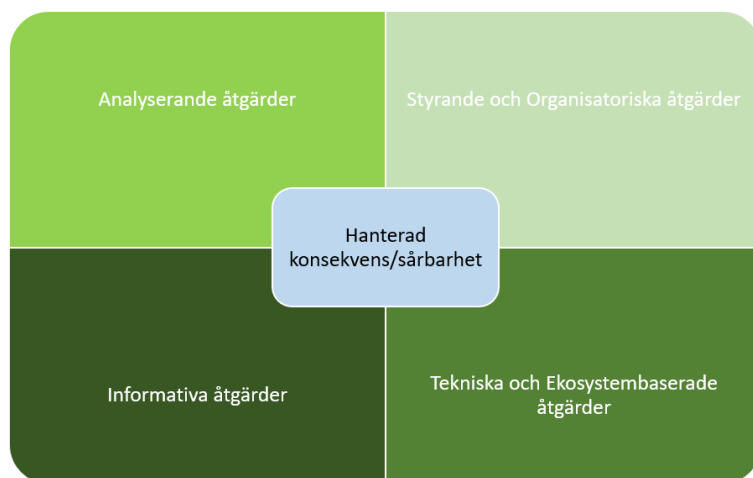 Analyserande åtgärder
Styrande och Organisatoriska åtgärder
Hanterad
konsekvens/sårbarhet
Informativa åtgärder
Tekniska och Ekosystembaserade
åtgärder